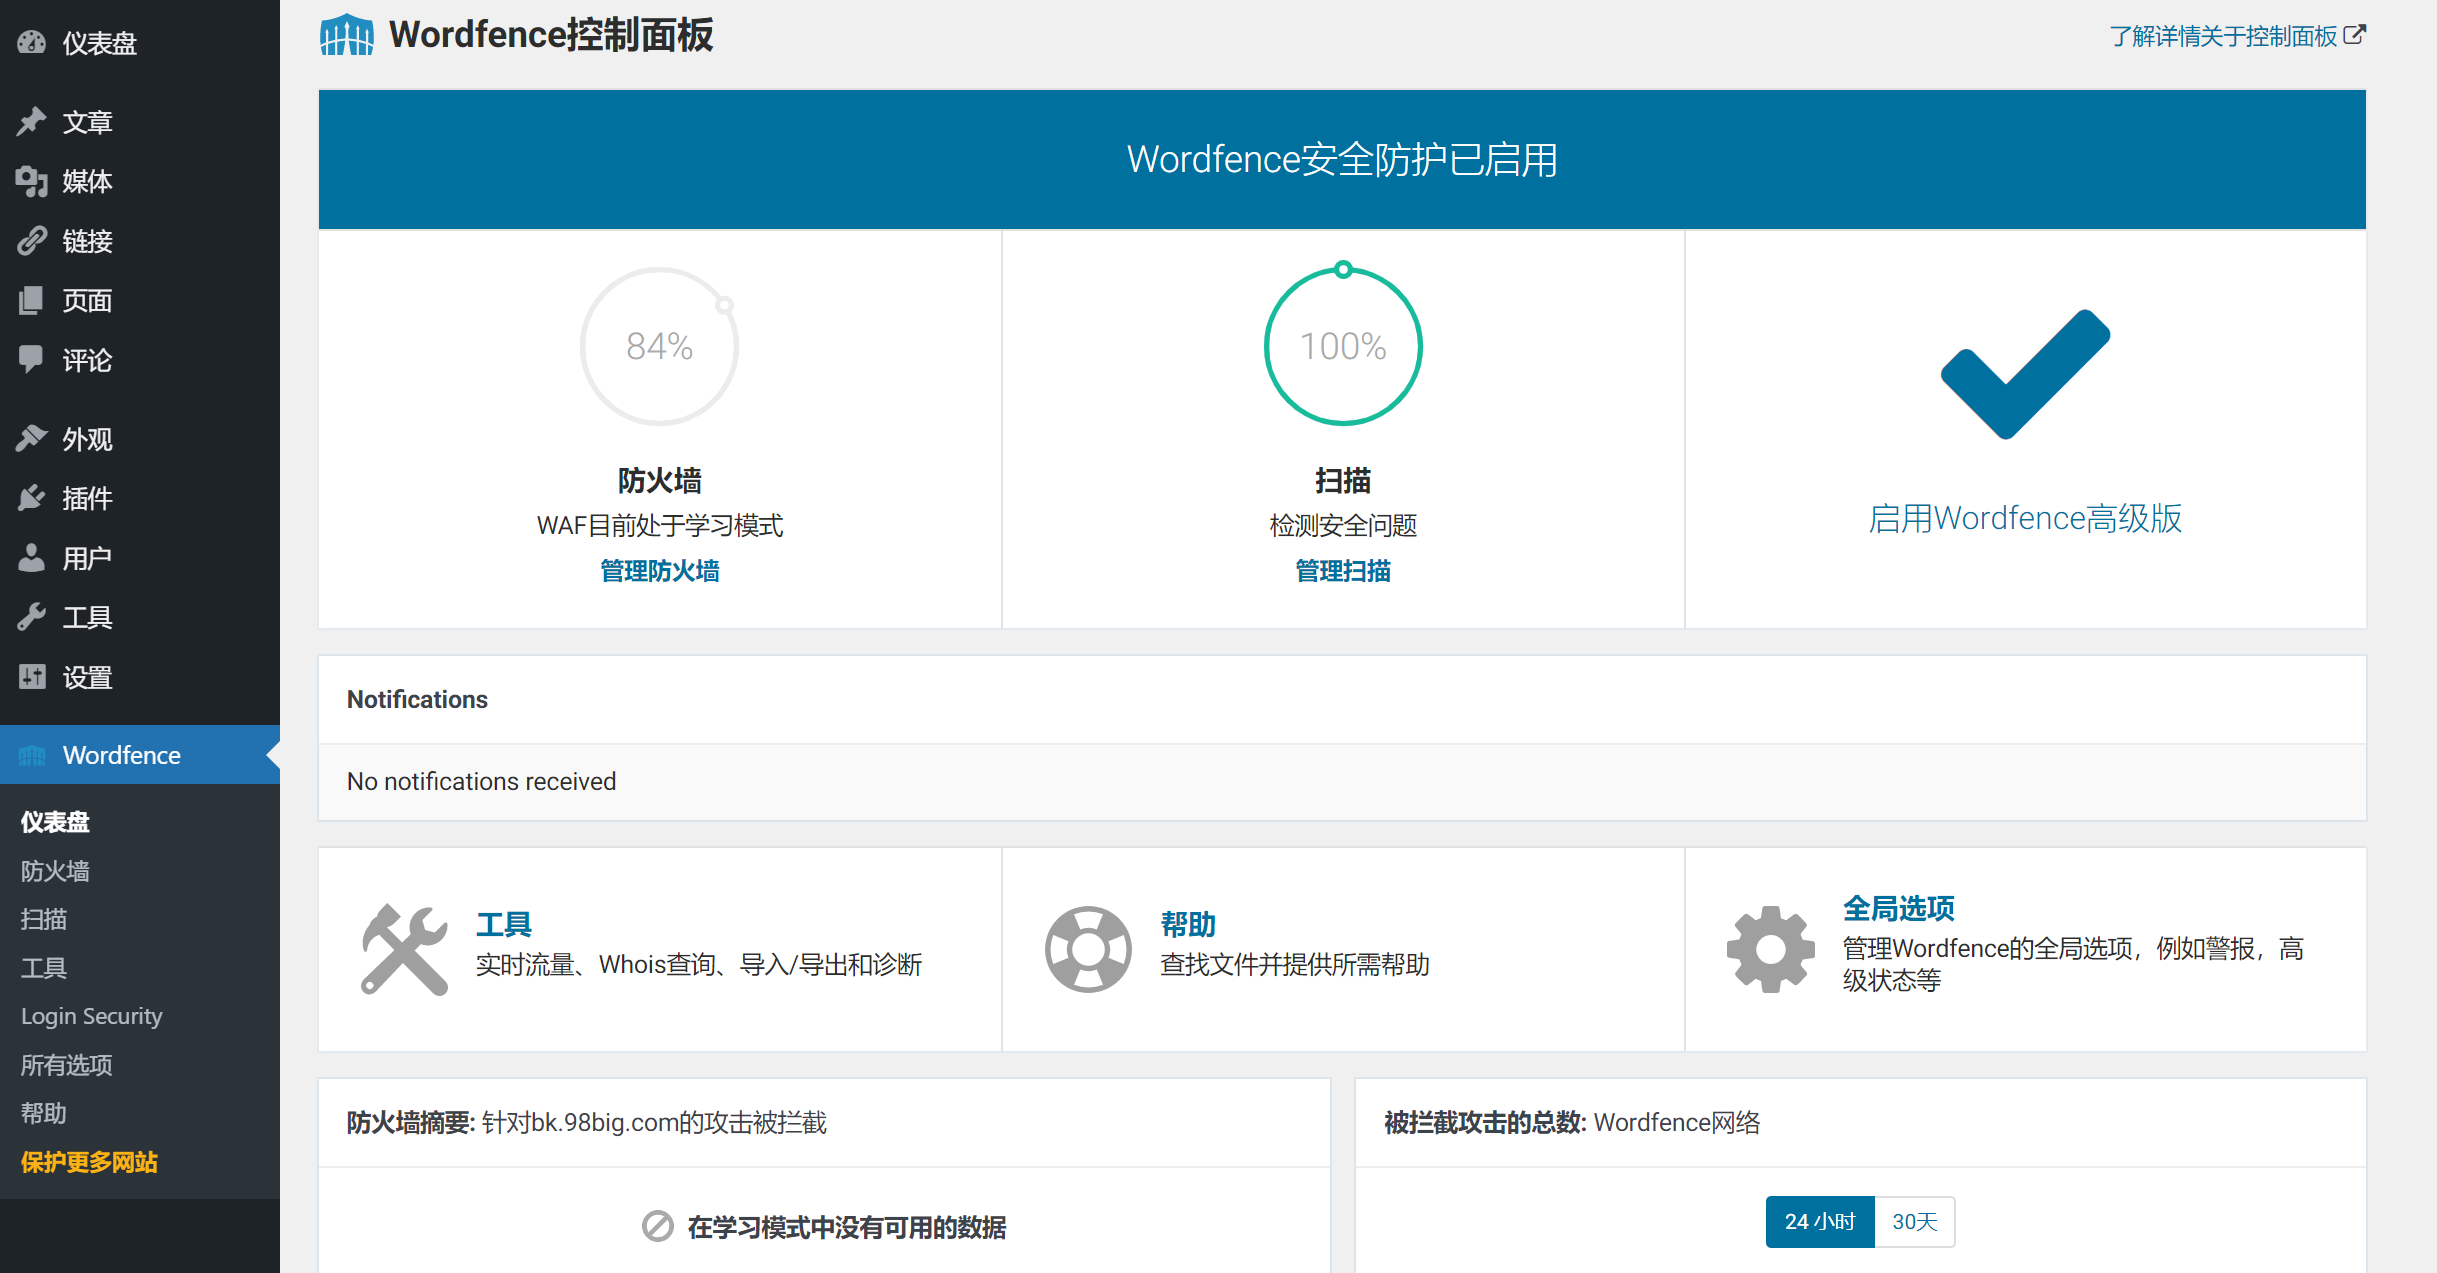 仪表盘
文章
媒体
链接
页面
评论
外观
插件
用户
工具
设置
Wordfence
仪表盘
防火墙
扫描
工具
Login Security
所有选项
帮助
保护更多网站
Wordfence控制面板
了解详情关于控制面板
Wordfence安全防护已启用
84%
防火墙
WAF目前处于学习模式
管理防火墙
100%
扫描
检测安全问题
管理扫描
启用Wordfence高级版
Notifications
No notifications received
工具
实时流量、Whois查询、导入/导出和诊断
帮助
查找文件并提供所需帮助
全局选项
管理Wordfence的全局选项，例如警报，高
级状态等
防火墙摘要: 针对bk.98big.com的攻击被拦截
在学习模式中没有可用的数据
被拦截攻击的总数: Wordfence网络
24 小时
30天